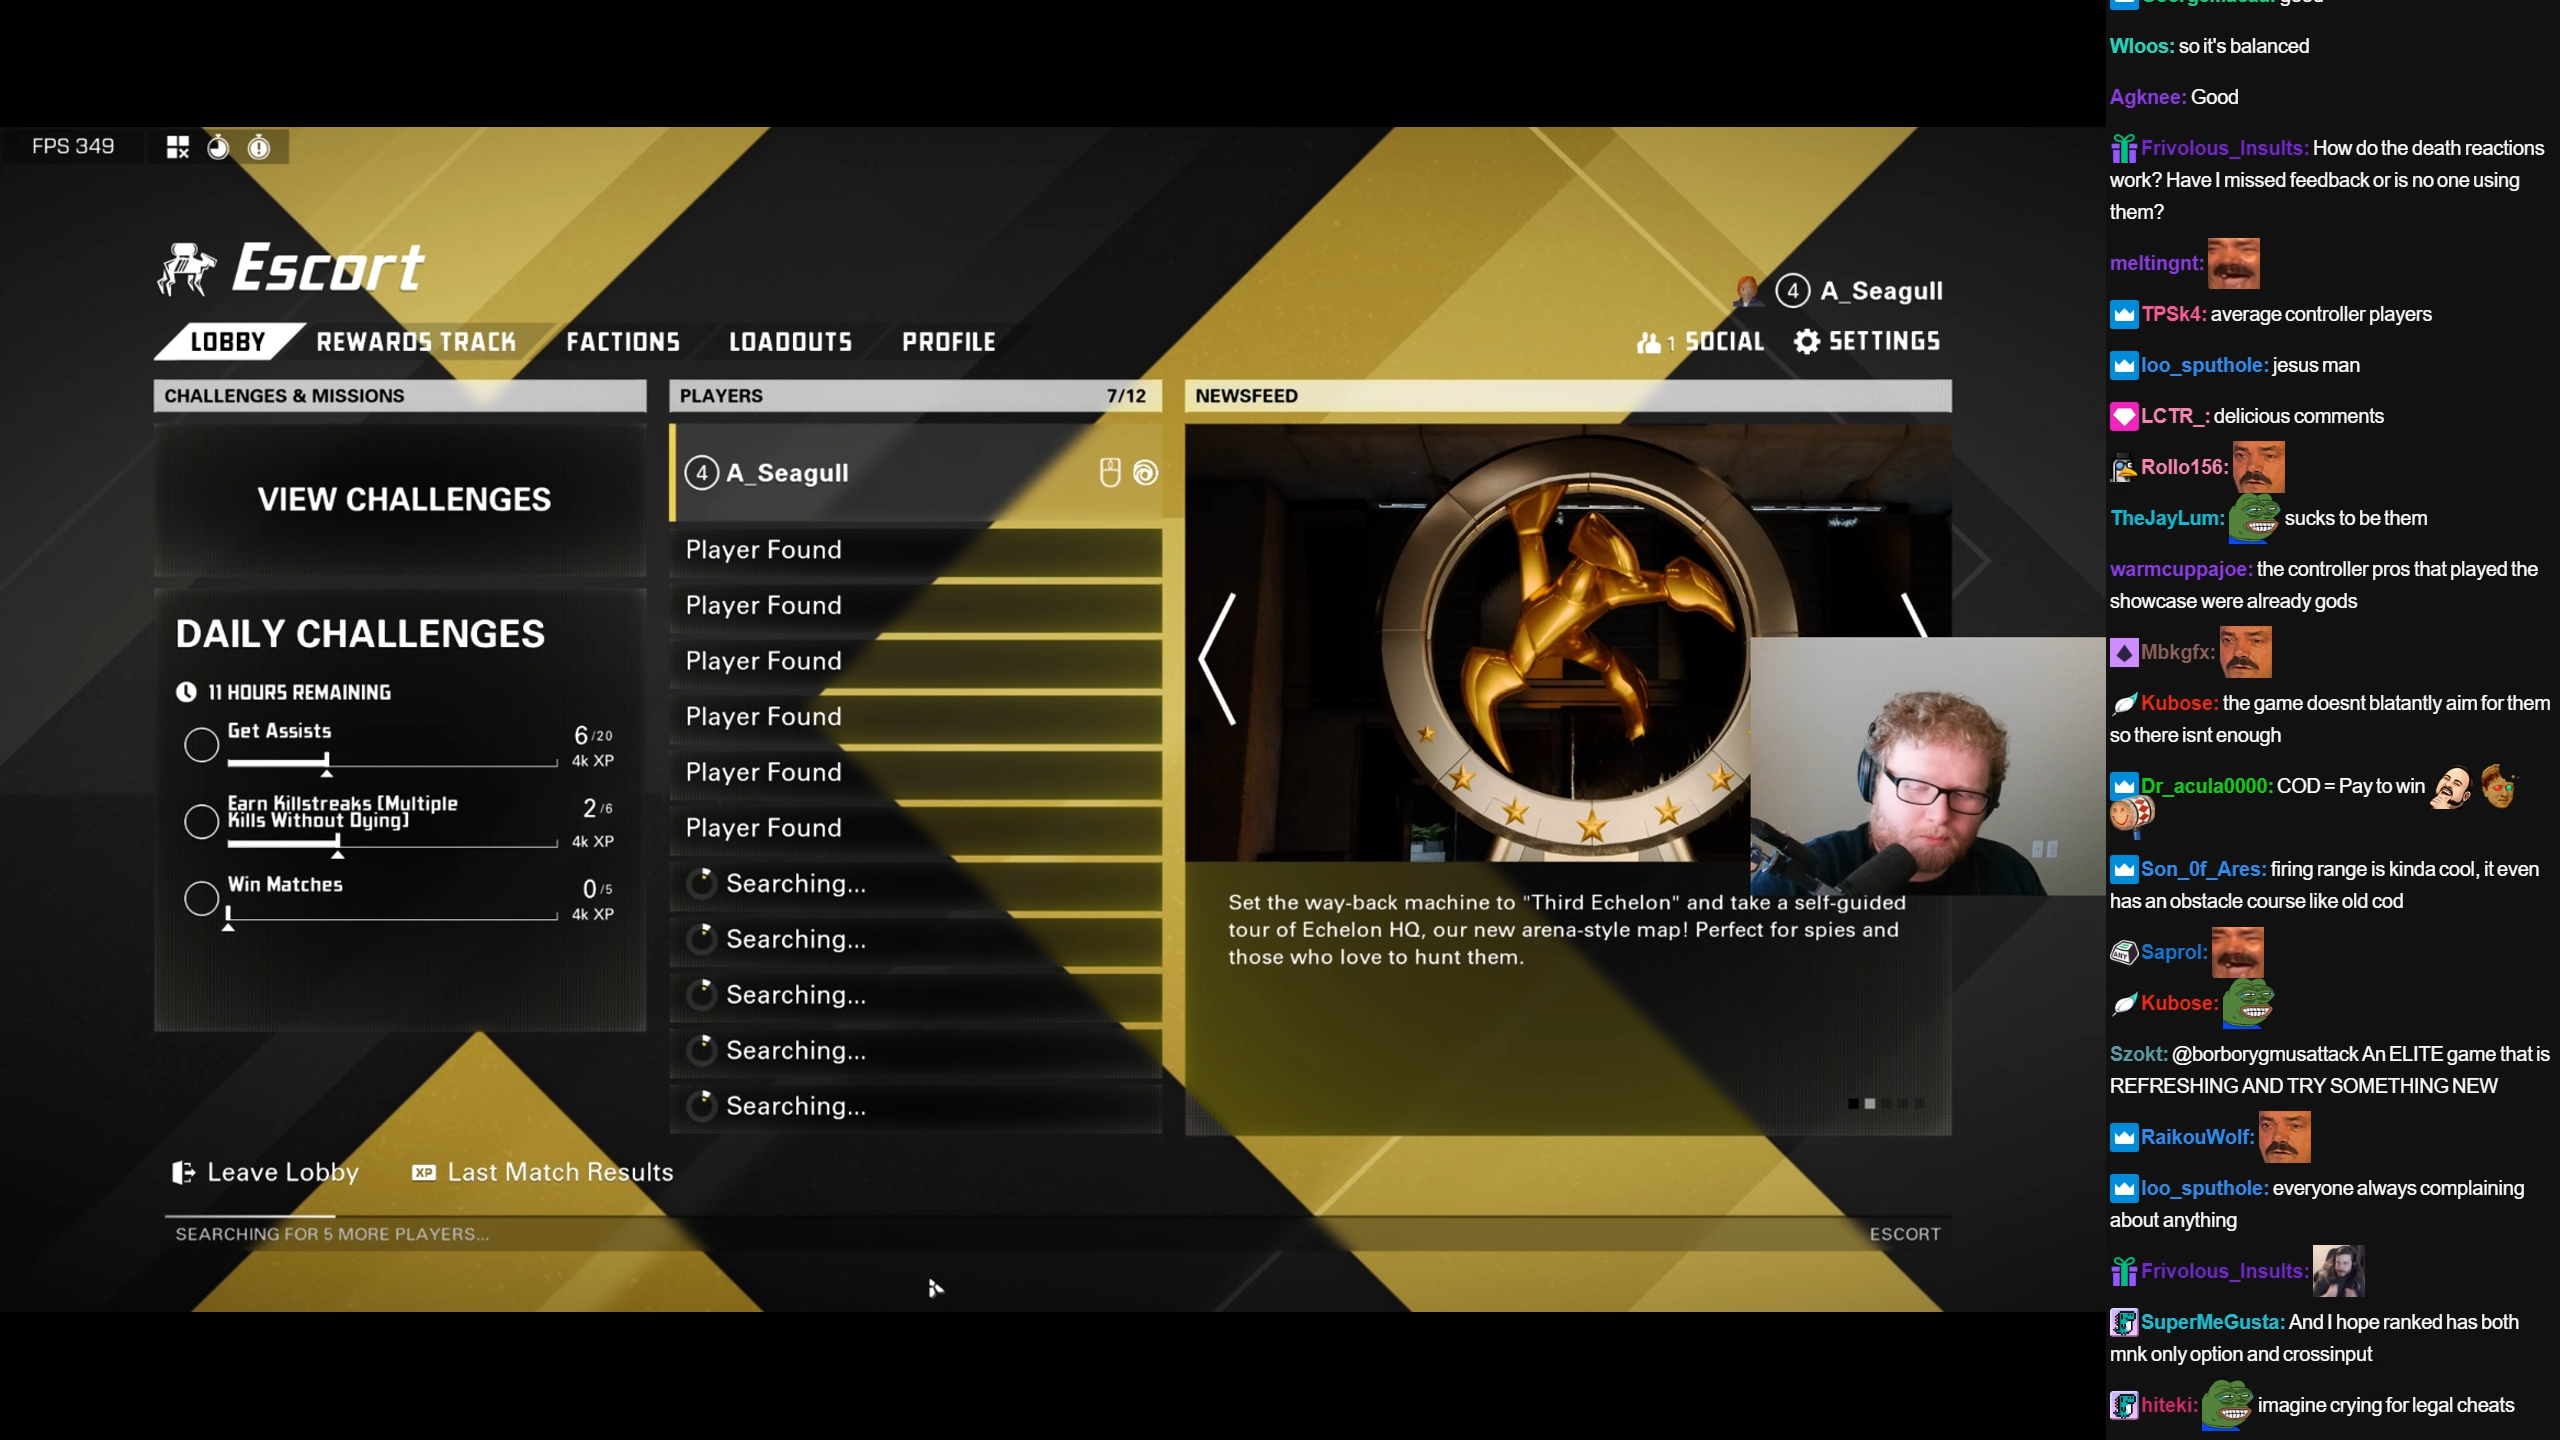 FPS 349
Escort
4 A_Seagull
LOBBY
REWARDS TRACK
FACTIONS
LOADOUTS
PROFILE
1 SOCIAL
SETTINGS
CHALLENGES & MISSIONS
VIEW CHALLENGES
DAILY CHALLENGES
11 HOURS REMAINING
Get Assists
6/20
4k XP
Earn Killstreaks [Multiple
Kills Without Dying]
2/6
4k XP
Win Matches
0/5
4k XP
PLAYERS 7/12
4 A_Seagull
Player Found
Player Found
Player Found
Player Found
Player Found
Player Found
Searching...
Searching...
Searching...
Searching...
Searching...
NEWSFEED
Set the way-back machine to "Third Echelon" and take a self-guided
tour of Echelon HQ, our new arena-style map! Perfect for spies and
those who love to hunt them.
Leave Lobby
XP Last Match Results
SEARCHING FOR 5 MORE PLAYERS...
ESCORT
Wloos: so it's balanced
Agknee: Good
Frivolous_Insults: How do the death reactions
work? Have I missed feedback or is no one using
them?
meltingnt:
TPSk4: average controller players
loo_sputhole: jesus man
LCTR_: delicious comments
Rollo156:
TheJayLum: sucks to be them
warmcuppajoe: the controller pros that played the
showcase were already gods
Mbkgfx:
Kubose: the game doesnt blatantly aim for them
so there isnt enough
Dr_acula0000: COD = Pay to win
Son_0f_Ares: firing range is kinda cool, it even
has an obstacle course like old cod
ANY Saprol:
Kubose:
Szokt: @borborygmusattack An ELITE game that is
REFRESHING AND TRY SOMETHING NEW
RaikouWolf:
loo_sputhole: everyone always complaining
about anything
Frivolous_Insults:
SuperMeGusta: And I hope ranked has both
mnk only option and crossinput
hiteki: imagine crying for legal cheats